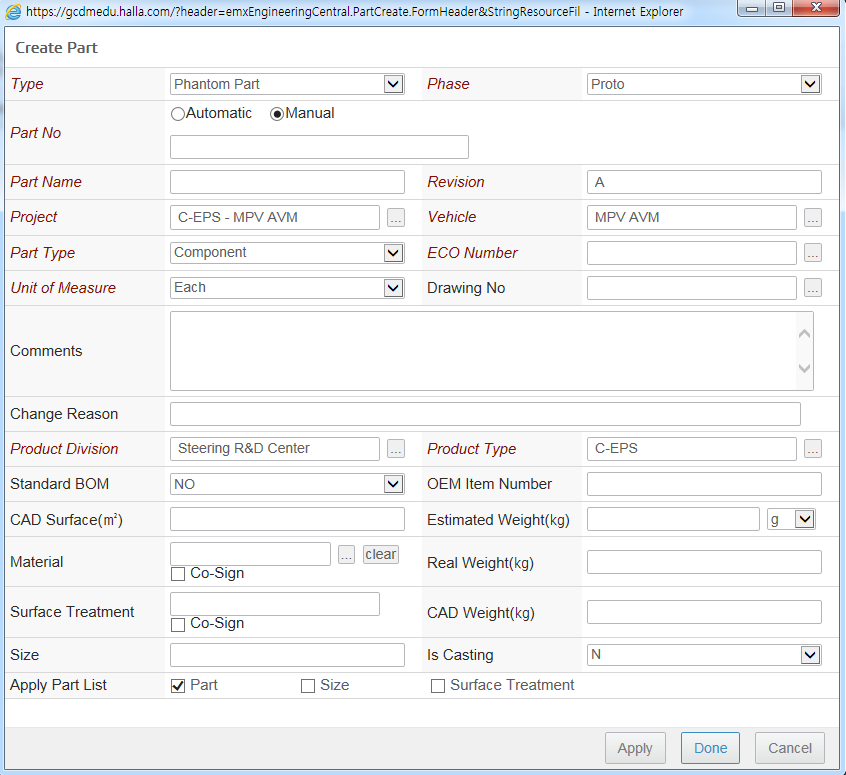 https://gcdmedu.halla.com/?header=emxEngineeringCentral.PartCreate.FormHeader&StringResourceFil - Internet Explorer
Create Part
Type Phantom Part Phase Proto
Automatic Manual
Part No
Part Name Revision A
Project C-EPS - MPV AVM ... Vehicle MPV AVM ...
Part Type Component ECO Number ...
Unit of Measure Each Drawing No ...
Comments
Change Reason
Product Division Steering R&D Center ... Product Type C-EPS ...
Standard BOM NO OEM Item Number
CAD Surface(㎡) Estimated Weight(kg) g
Material ... clear Real Weight(kg)
Co-Sign
Surface Treatment CAD Weight(kg)
Co-Sign
Size Is Casting N
Apply Part List Part Size Surface Treatment
Apply Done Cancel